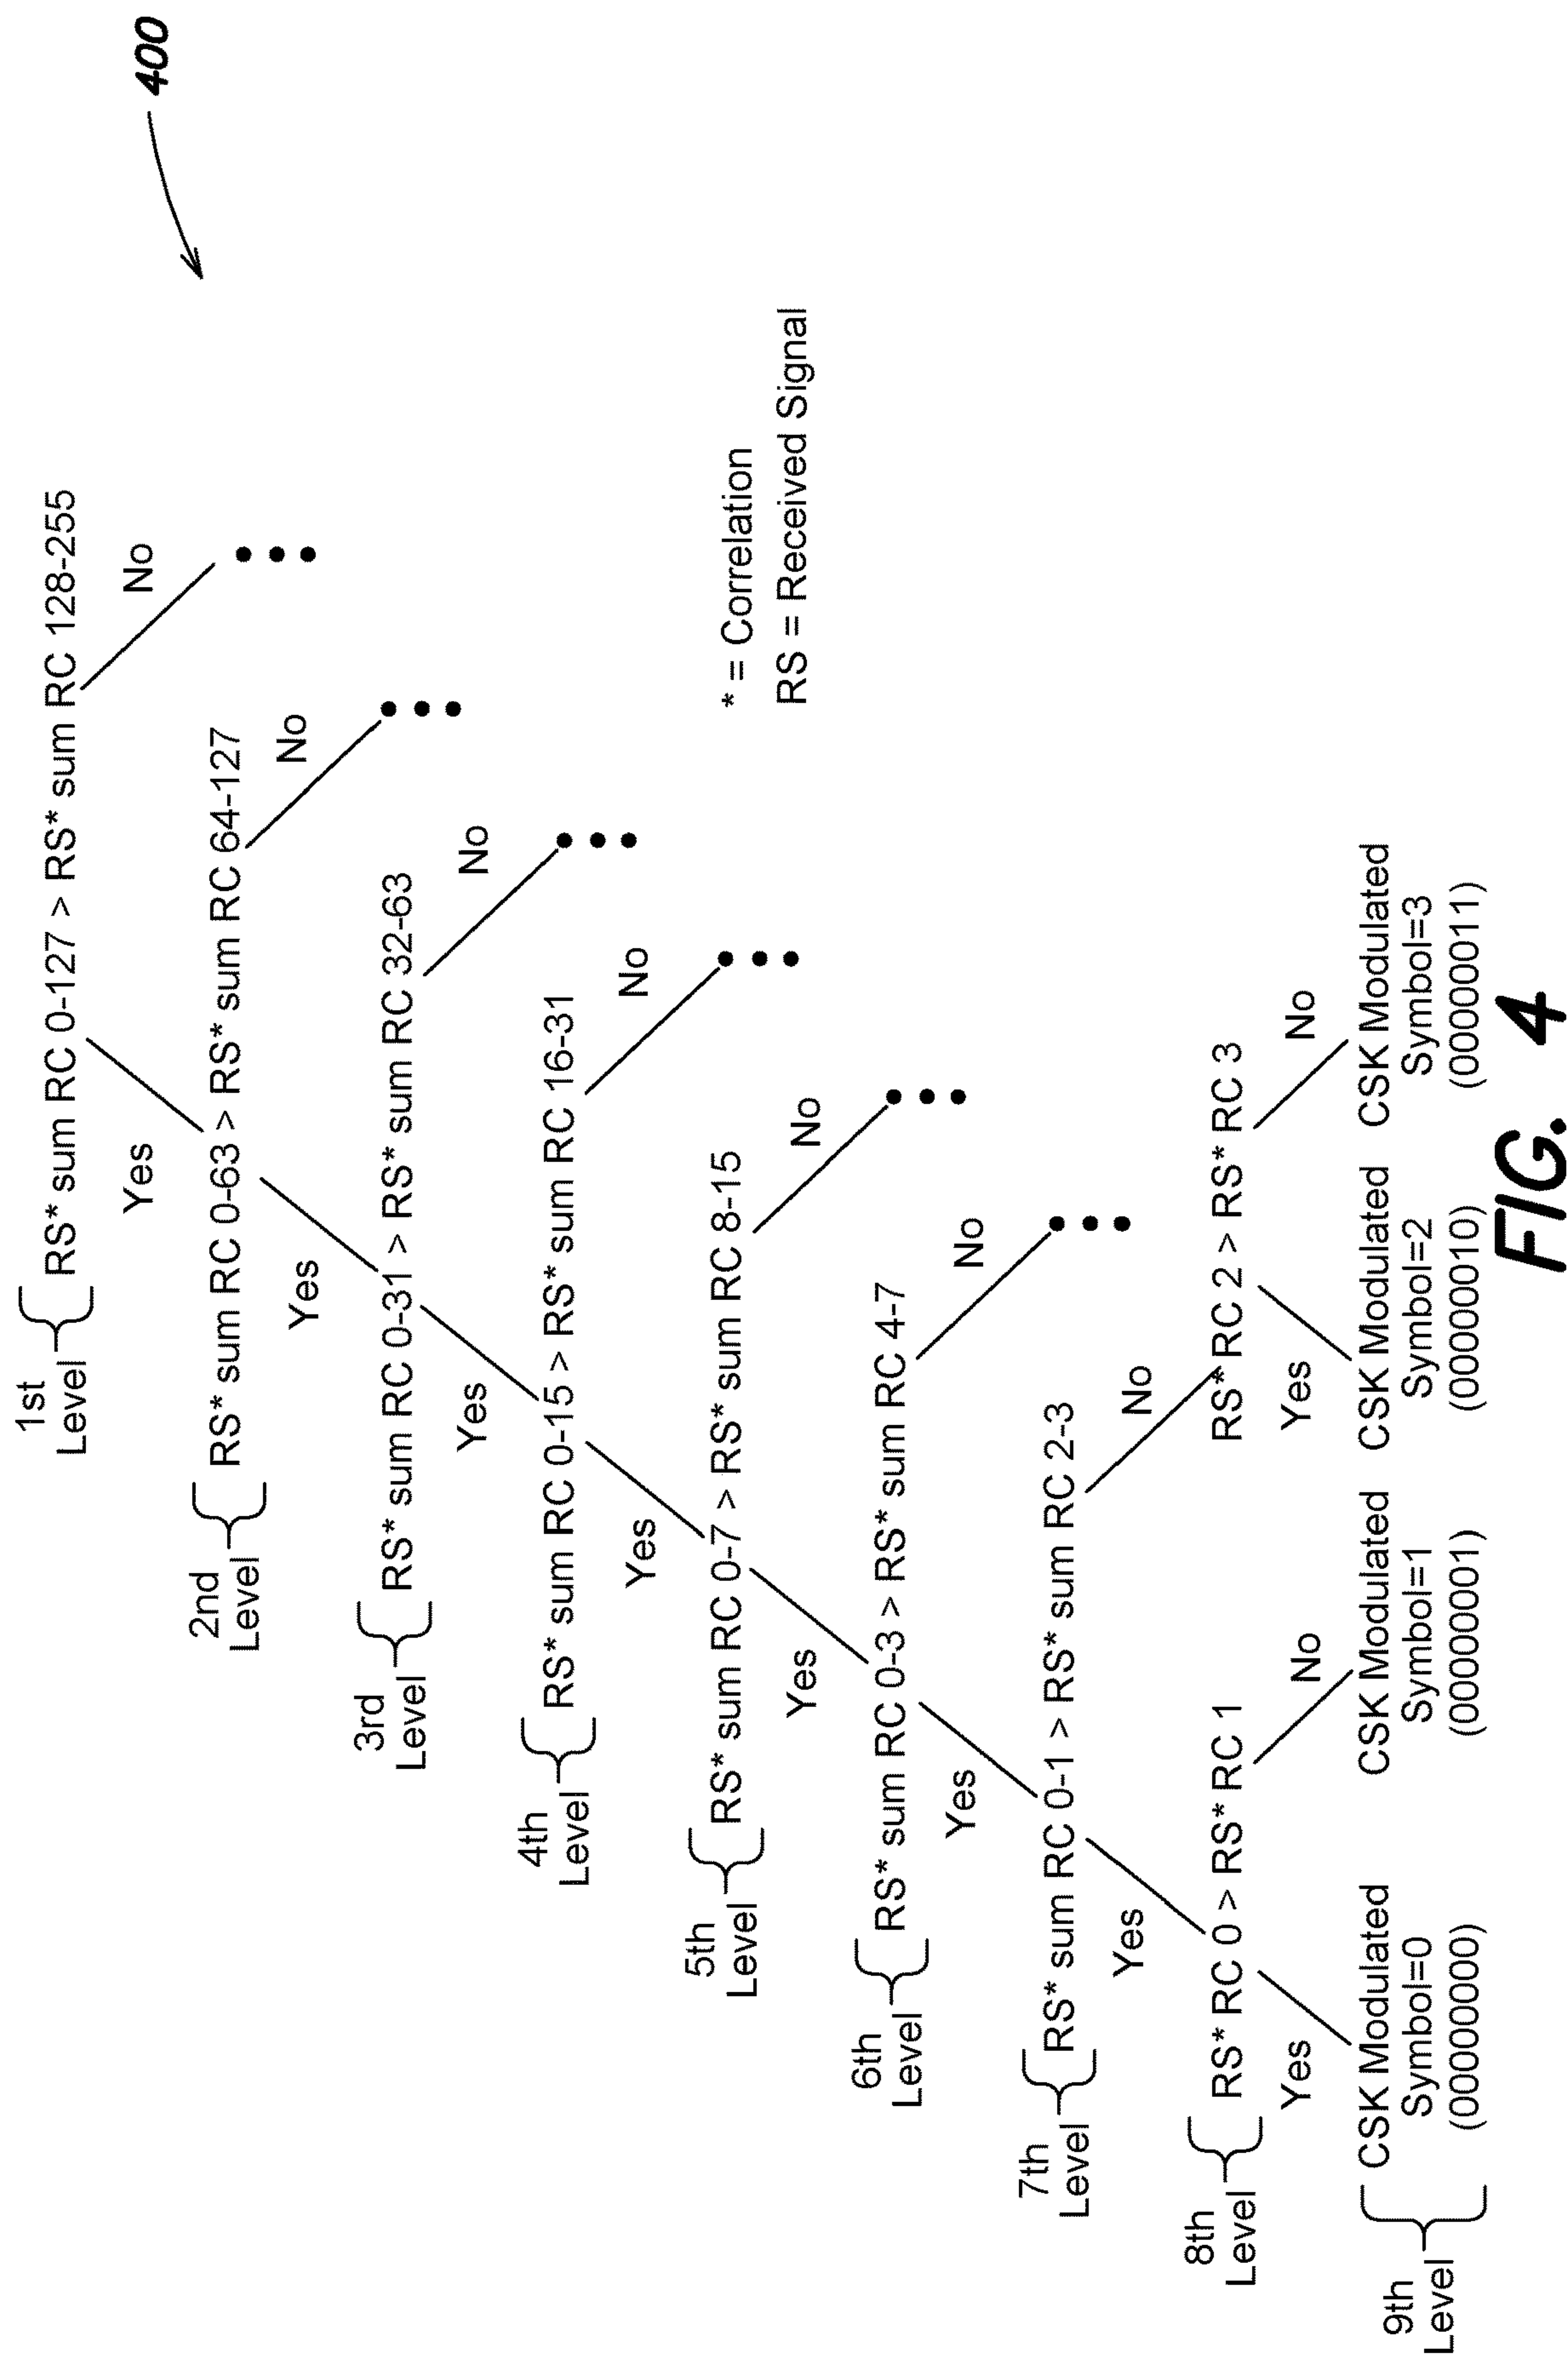 400
1st
Level
RS* sum RC 0-127 > RS* sum RC 128-255
Yes
No
2nd
Level
RS* sum RC 0-63 > RS* sum RC 64-127
Yes
No
3rd
Level
RS* sum RC 0-31 > RS* sum RC 32-63
Yes
No
4th
Level
RS* sum RC 0-15 > RS* sum RC 16-31
Yes
No
5th
Level
RS* sum RC 0-7 > RS* sum RC 8-15
Yes
No
* = Correlation
RS = Received Signal
6th
Level
RS* sum RC 0-3 > RS* sum RC 4-7
Yes
No
7th
Level
RS* sum RC 0-1 > RS* sum RC 2-3
Yes
No
8th
Level
RS* RC 0 > RS* RC 1
RS* RC 2 > RS* RC 3
Yes
No
Yes
No
9th
Level
CSK Modulated
Symbol=0
(00000000)
CSK Modulated
Symbol=1
(00000001)
CSK Modulated
Symbol=2
(00000010)
CSK Modulated
Symbol=3
(00000011)
FIG. 4